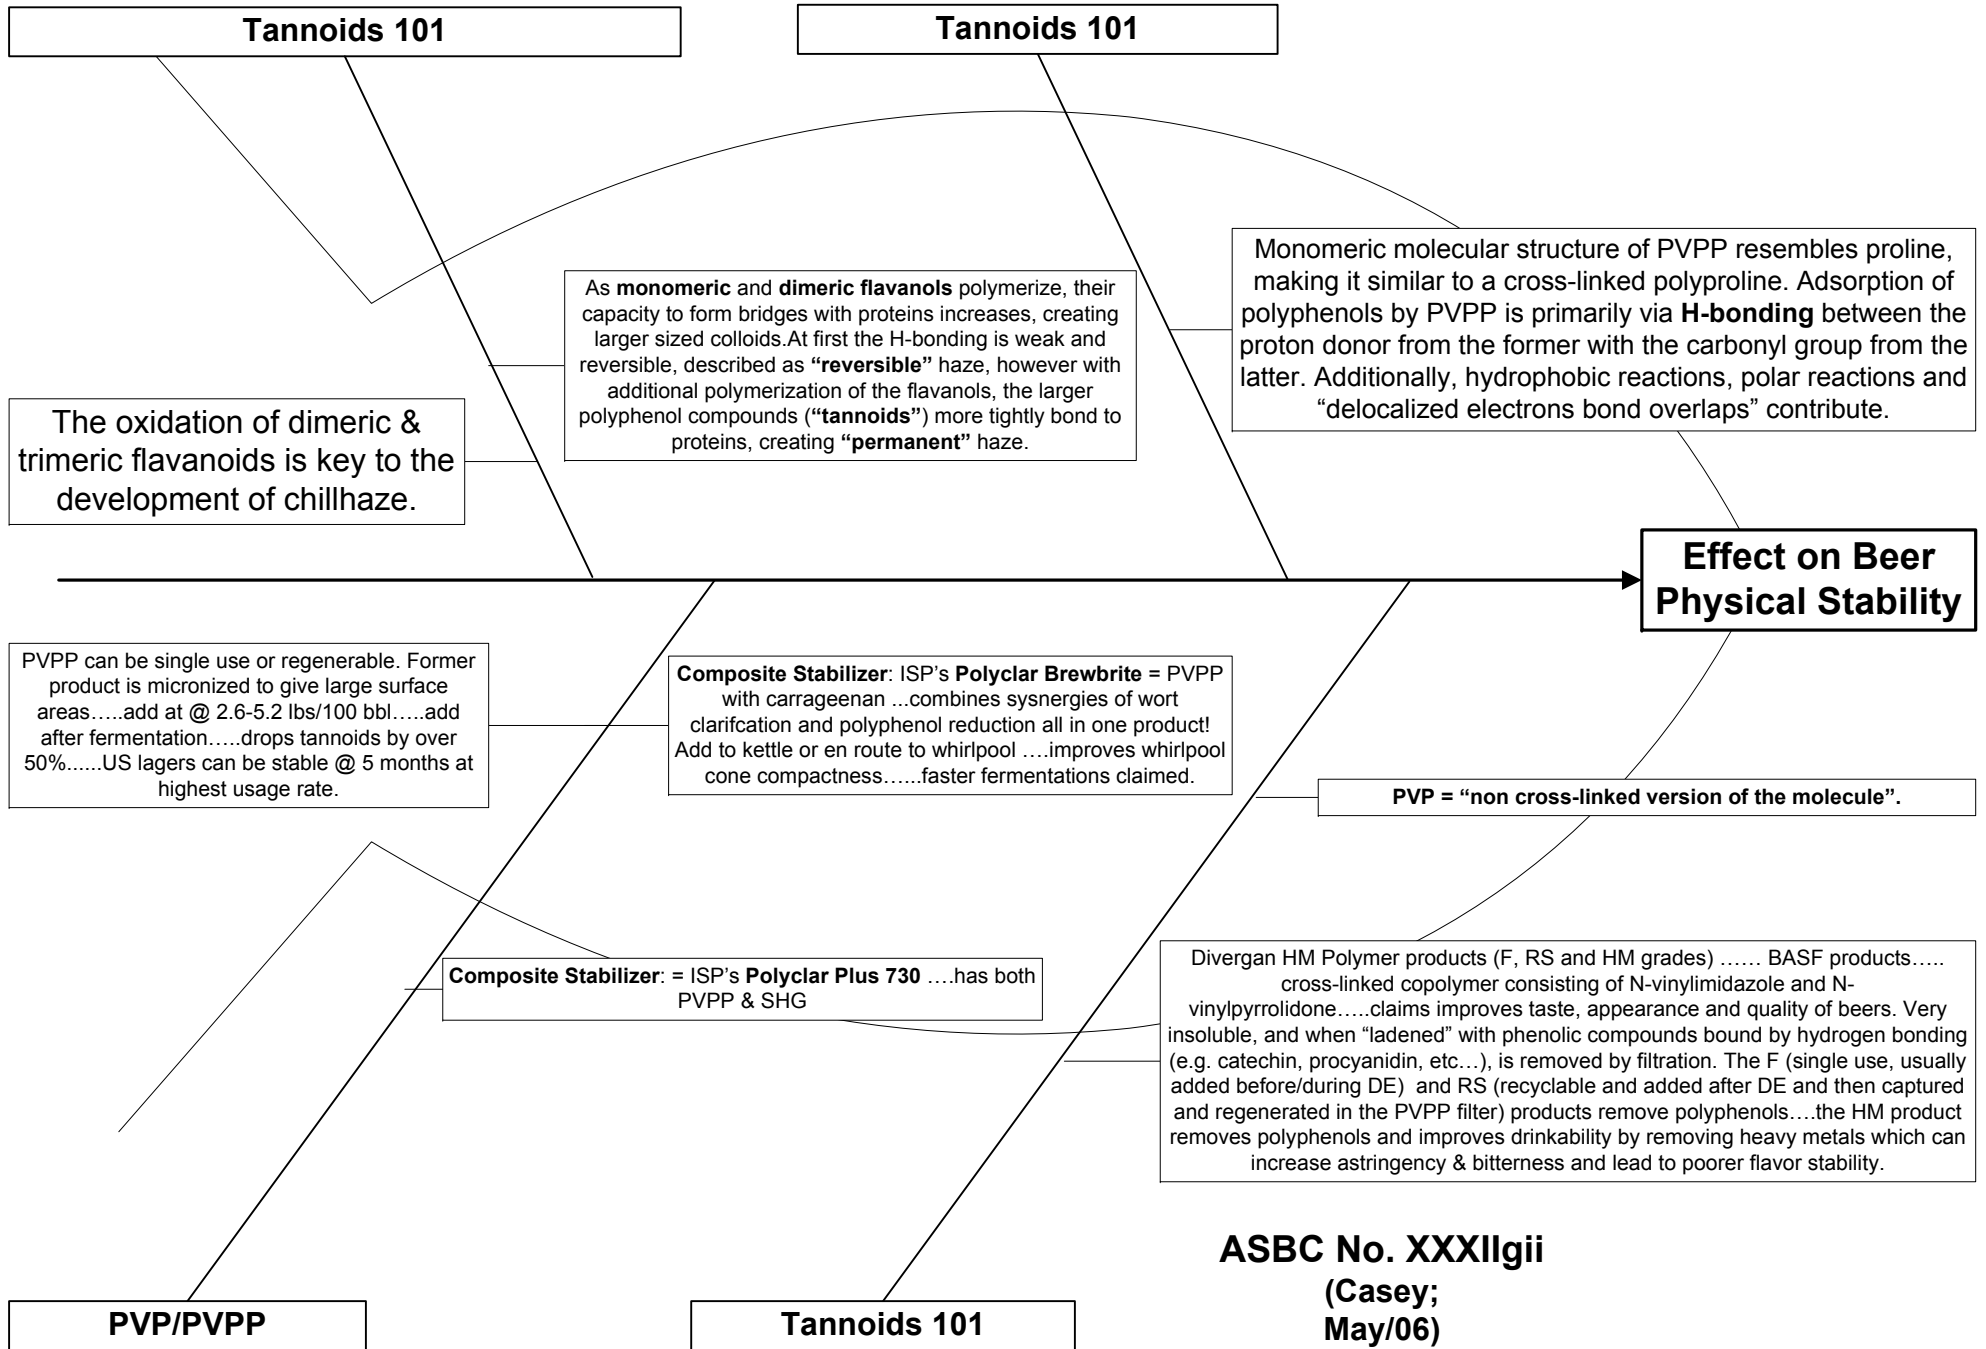 Tannoids 101
Tannoids 101
As monomeric and dimeric flavanols polymerize, their
capacity to form bridges with proteins increases, creating
larger sized colloids.At first the H-bonding is weak and
reversible, described as “reversible” haze, however with
additional polymerization of the flavanols, the larger
polyphenol compounds (“tannoids”) more tightly bond to
proteins, creating “permanent” haze.
Monomeric molecular structure of PVPP resembles proline,
making it similar to a cross-linked polyproline. Adsorption of
polyphenols by PVPP is primarily via H-bonding between the
proton donor from the former with the carbonyl group from the
latter. Additionally, hydrophobic reactions, polar reactions and
“delocalized electrons bond overlaps” contribute.
The oxidation of dimeric &
trimeric flavanoids is key to the
development of chillhaze.
Effect on Beer
Physical Stability
PVPP can be single use or regenerable. Former
product is micronized to give large surface
areas…..add at @ 2.6-5.2 lbs/100 bbl…..add
after fermentation…..drops tannoids by over
50%......US lagers can be stable @ 5 months at
highest usage rate.
Composite Stabilizer: ISP’s Polyclar Brewbrite = PVPP
with carrageenan ...combines sysnergies of wort
clarifcation and polyphenol reduction all in one product!
Add to kettle or en route to whirlpool ….improves whirlpool
cone compactness…...faster fermentations claimed.
PVP = “non cross-linked version of the molecule”.
Composite Stabilizer: = ISP’s Polyclar Plus 730 ….has both
PVPP & SHG
Divergan HM Polymer products (F, RS and HM grades) …… BASF products…..
cross-linked copolymer consisting of N-vinylimidazole and N-
vinylpyrrolidone…..claims improves taste, appearance and quality of beers. Very
insoluble, and when “ladened” with phenolic compounds bound by hydrogen bonding
(e.g. catechin, procyanidin, etc…), is removed by filtration. The F (single use, usually
added before/during DE)  and RS (recyclable and added after DE and then captured
and regenerated in the PVPP filter) products remove polyphenols….the HM product
removes polyphenols and improves drinkability by removing heavy metals which can
increase astringency & bitterness and lead to poorer flavor stability.
PVP/PVPP
Tannoids 101
ASBC No. XXXIIgii
(Casey;
May/06)